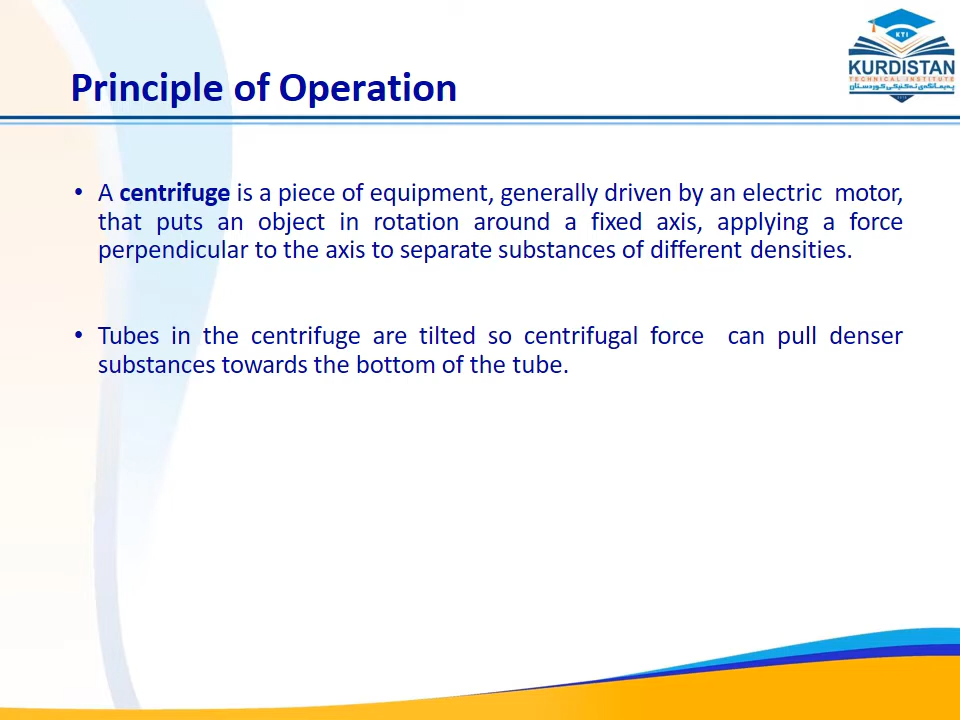 KTI
KURDISTAN
TECHNICAL INSTITUTE
پەیمانگەی تەکنیکی کوردستان
Principle of Operation
• A centrifuge is a piece of equipment, generally driven by an electric motor,
that puts an object in rotation around a fixed axis, applying a force
perpendicular to the axis to separate substances of different densities.
• Tubes in the centrifuge are tilted so centrifugal force can pull denser
substances towards the bottom of the tube.